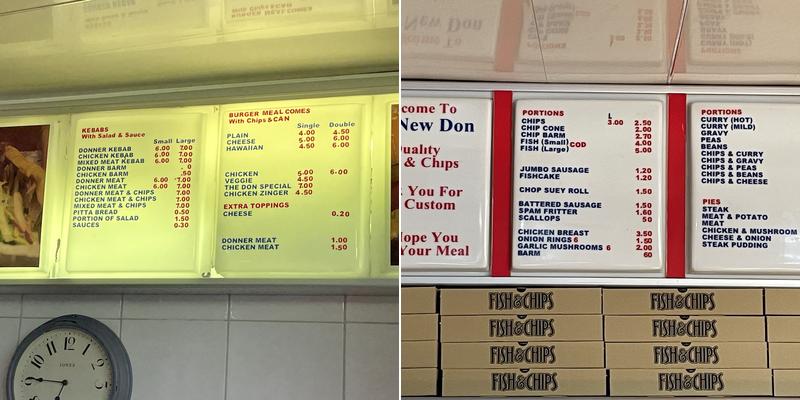 KEBABS
With Salad & Sauce
Small Large
DONNER KEBAB 6.00 7.00
CHICKEN KEBAB 6.00 7.00
MIXED MEAT KEBAB 6.00 7.00
DONNER BARM
CHICKEN BARM .50
DONNER MEAT 6.00 7.00
CHICKEN MEAT 6.00 7.00
DONNER MEAT & CHIPS 7.00
CHICKEN MEAT & CHIPS 7.00
MIXED MEAT & CHIPS 7.00
PITTA BREAD 0.50
PORTION OF SALAD 1.50
SAUCES 0.30
BURGER MEAL COMES
With Chips & CAN
Single Double
PLAIN 4.00 4.50
CHEESE 5.00 6.00
HAWAIIAN 4.50 6.00
CHICKEN 5.00 6.00
VEGGIE 4.50
THE DON SPECIAL 7.00
CHICKEN ZINGER 4.50
EXTRA TOPPINGS
CHEESE 0.20
DONNER MEAT 1.00
CHICKEN MEAT 1.50
JONES
come To
New Don
uality
& Chips
You For
Custom
ope You
Your Meal
PORTIONS
L
CHIPS 3.00 2.50
CHIP CONE 2.00
CHIP BARM 2.70
FISH (Small) COD 4.00
FISH (Large) 5.00
JUMBO SAUSAGE 1.20
FISHCAKE 1.20
CHOP SUEY ROLL 1.50
BATTERED SAUSAGE 1.50
SPAM FRITTER 1.60
SCALLOPS 50
CHICKEN BREAST 3.50
ONION RINGS 6 1.50
GARLIC MUSHROOMS 6 2.00
BARM 60
PORTIONS
CURRY (HOT)
CURRY (MILD)
GRAVY
PEAS
BEANS
CHIPS & CURRY
CHIPS & GRAVY
CHIPS & PEAS
CHIPS & BEANS
CHIPS & CHEESE
PIES
STEAK
MEAT & POTATO
MEAT
CHICKEN & MUSHROOM
CHEESE & ONION
STEAK PUDDING
FISH & CHIPS FISH & CHIPS
FISH & CHIPS FISH & CHIPS
FISH & CHIPS FISH & CHIPS
FISH & CHIPS FISH & CHIPS